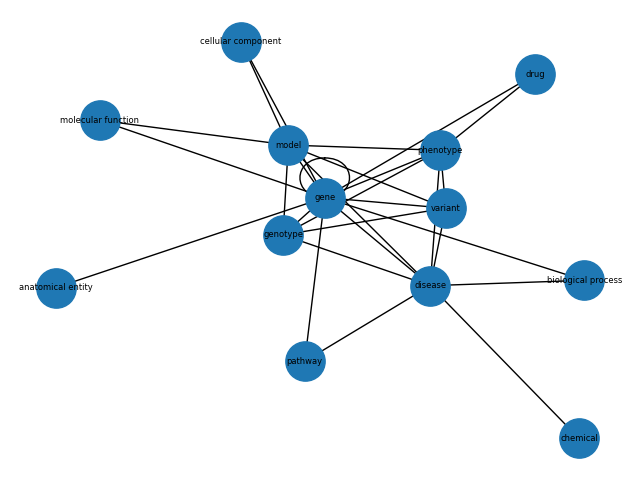 cellular component
drug
molecular function
model
phenotype
gene
variant
genotype
anatomical entity
disease
biological process
pathway
chemical